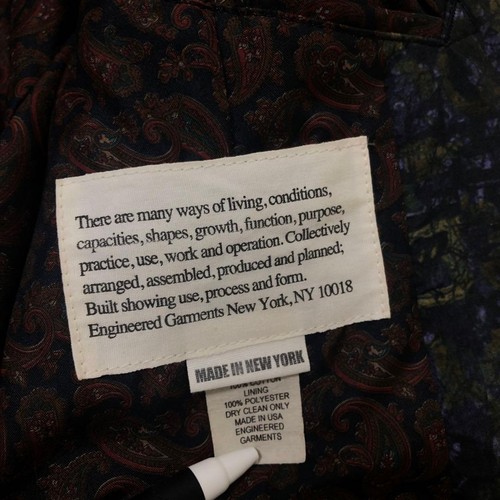 There are many ways of living, conditions,
capacities, shapes, growth, function, purpose,
practice, use, work and operation. Collectively
arranged, assembled, produced and planned;
Built showing use, process and form.
Engineered Garments New York, NY 10018
MADE IN NEW YORK
100% COTTON
LINING
100% POLYESTER
DRY CLEAN ONLY
MADE IN USA
ENGINEERED
GARMENTS